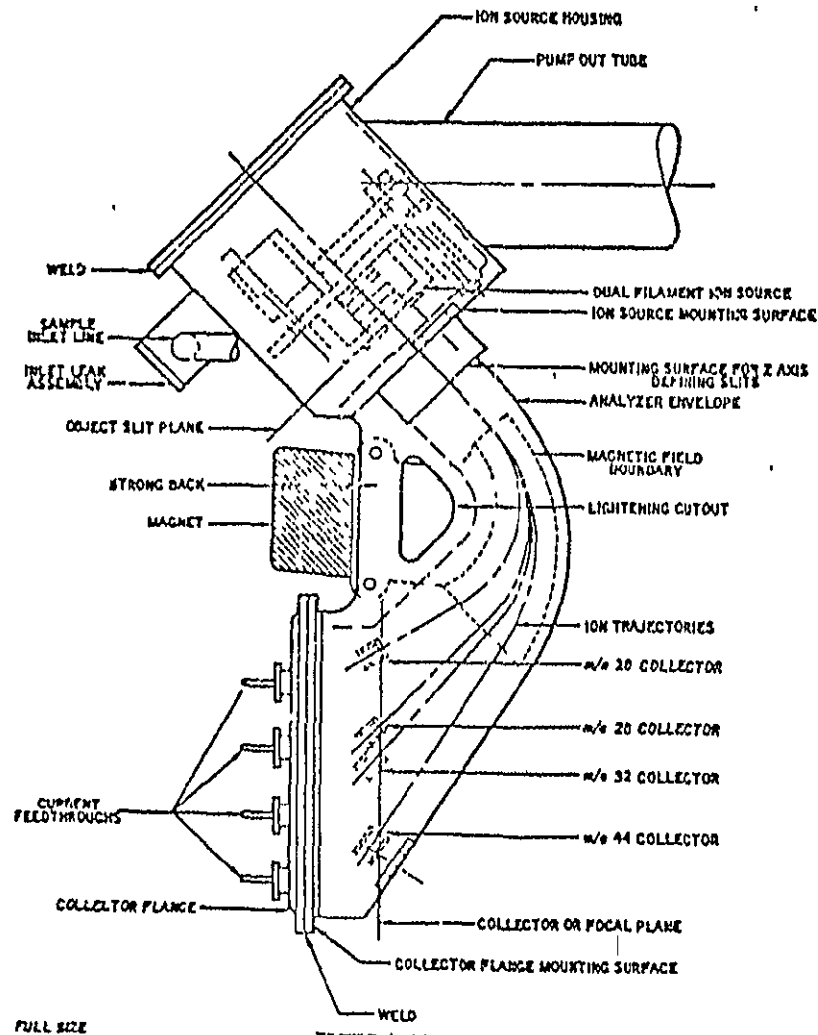 ION SOURCE HOUSING
PUMP OUT TUBE
WELD
SAMPLE
INLET LINE
INLET LEAK
ASSEMBLY
OBJECT SLIT PLANE
STRONG BACK
MAGNET
DUAL FILAMENT ION SOURCE
ION SOURCE MOUNTING SURFACE
MOUNTING SURFACE FOR Z AXIS
DEFINING SLITS
ANALYZER ENVELOPE
MAGNETIC FIELD
BOUNDARY
LIGHTENING CUTOUT
ION TRAJECTORIES
m/e 20 COLLECTOR
m/e 28 COLLECTOR
m/e 32 COLLECTOR
m/e 44 COLLECTOR
CURRENT
FEEDTHROUGHS
COLLECTOR FLANGE
COLLECTOR OR FOCAL PLANE
COLLECTOR FLANGE MOUNTING SURFACE
WELD
FULL SIZE